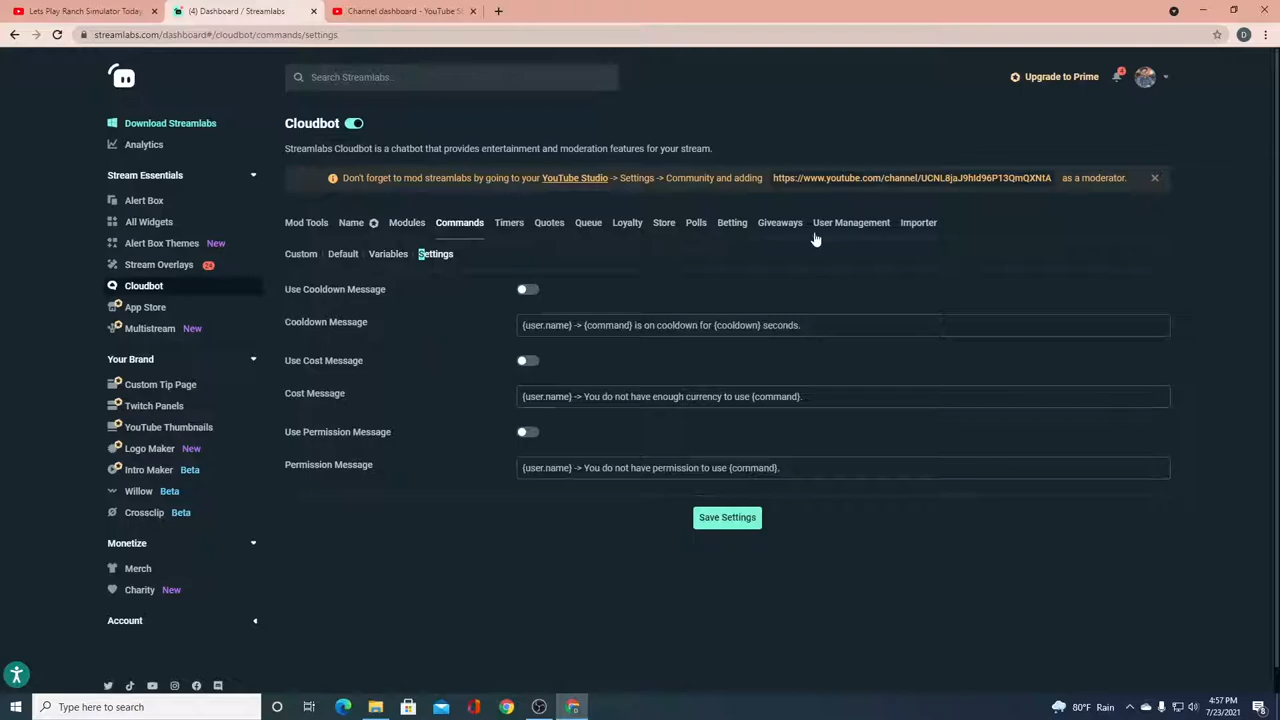 Lets Play Ranch Simulator Today
(4) Dashboard / Streamlabs
Channel dashboard - YouTube S
streamlabs.com/dashboard#/cloudbot/commands/settings
D
Search Streamlabs..
Upgrade to Prime
4
Download Streamlabs
Analytics
Stream Essentials
Alert Box
All Widgets
Alert Box Themes New
Stream Overlays 24
Cloudbot
App Store
Multistream New
Your Brand
Custom Tip Page
Twitch Panels
YouTube Thumbnails
Logo Maker New
Intro Maker Beta
Willow Beta
Crossclip Beta
Monetize
Merch
Charity New
Account
Cloudbot
Streamlabs Cloudbot is a chatbot that provides entertainment and moderation features for your stream.
Don't forget to mod streamlabs by going to your YouTube Studio -> Settings -> Community and adding https://www.youtube.com/channel/UCNL8jaJ9hId96PT3QmQXNtA as a moderator.
Mod Tools Name Modules Commands Timers Quotes Queue Loyalty Store Polls Betting Giveaways User Management Importer
Custom Default Variables Settings
Use Cooldown Message
Cooldown Message {user.name} -> {command} is on cooldown for {cooldown} seconds.
Use Cost Message
Cost Message {user.name} -> You do not have enough currency to use {command}.
Use Permission Message
Permission Message {user.name} -> You do not have permission to use {command}.
Save Settings
Type here to search
80°F Rain
4:57 PM
7/23/2021
8